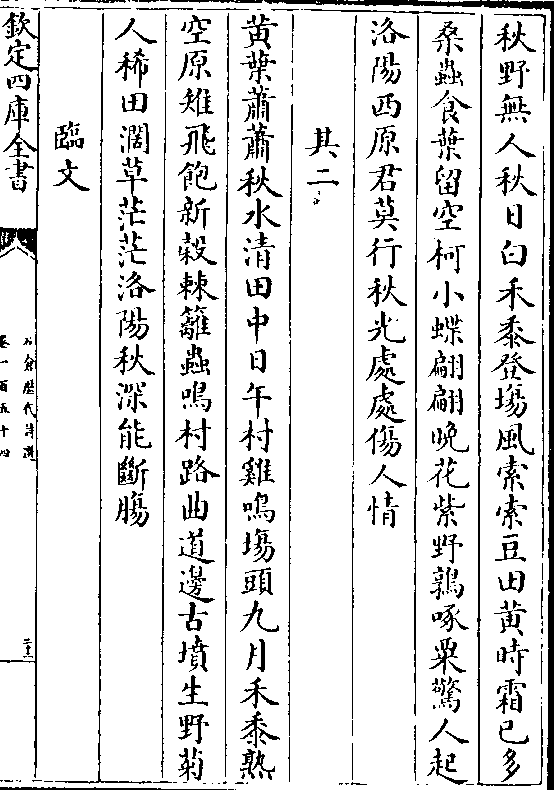 秋野無人秋日白禾黍登塲風索索豆田黄時霜已多
桑蟲食葉留空柯小蝶翩翩晚花紫野鶉啄粟驚人起
洛陽西原君莫行秋光處處傷人情
其二
黄葉蕭蕭秋水清田中日午村雞鳴塲頭九月禾黍熟
空原雉飛飽新穀棘籬蟲鳴村路曲道邊古墳生野菊
人稀田濶草茫茫洛陽秋深能斷膓
臨文
欽定四庫全書
石倉歴代詩選
卷一百五十四